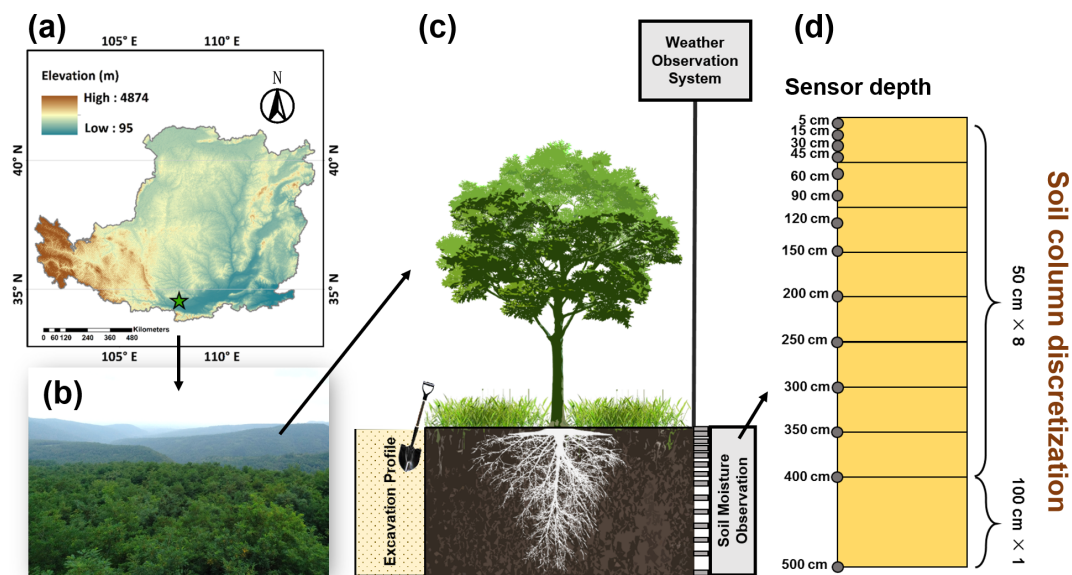 (a)
105° E 110° E
Elevation (m)
High : 4874
Low : 95
N
40° N
40° N
35° N
35° N
0 60 120 240 360 480
Kilometers
105° E 110° E
(b)
(c)
Weather
Observation
System
Excavation Profile
Soil Moisture
Observation
(d)
Sensor depth
5 cm
15 cm
30 cm
45 cm
60 cm
90 cm
120 cm
150 cm
200 cm
250 cm
300 cm
350 cm
400 cm
500 cm
50 cm × 8
100 cm × 1
Soil column discretization